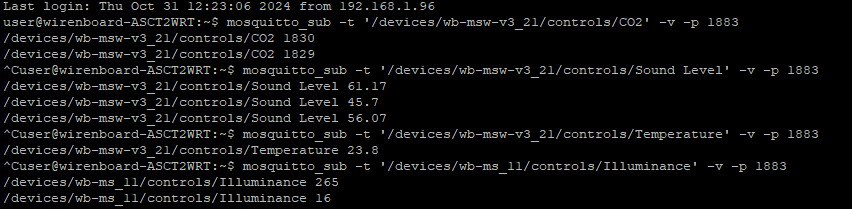 Last login: Thu Oct 31 12:23:06 2024 from 192.168.1.96
user@wirenboard-ASCT2WRT:~$ mosquitto_sub -t '/devices/wb-msw-v3_21/controls/CO2' -v -p 1883
/devices/wb-msw-v3_21/controls/CO2 1830
/devices/wb-msw-v3_21/controls/CO2 1829
^Cuser@wirenboard-ASCT2WRT:~$ mosquitto_sub -t '/devices/wb-msw-v3_21/controls/Sound Level' -v -p 1883
/devices/wb-msw-v3_21/controls/Sound Level 61.17
/devices/wb-msw-v3_21/controls/Sound Level 45.7
/devices/wb-msw-v3_21/controls/Sound Level 56.07
^Cuser@wirenboard-ASCT2WRT:~$ mosquitto_sub -t '/devices/wb-msw-v3_21/controls/Temperature' -v -p 1883
/devices/wb-msw-v3_21/controls/Temperature 23.8
^Cuser@wirenboard-ASCT2WRT:~$ mosquitto_sub -t '/devices/wb-ms_11/controls/Illuminance' -v -p 1883
/devices/wb-ms_11/controls/Illuminance 265
/devices/wb-ms_11/controls/Illuminance 16